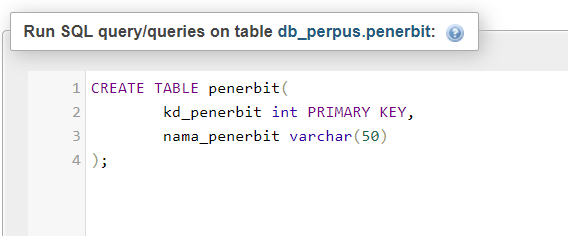 Run SQL query/queries on table db_perpus.penerbit:
1 CREATE TABLE penerbit(
2 kd_penerbit int PRIMARY KEY,
3 nama_penerbit varchar(50)
4 );